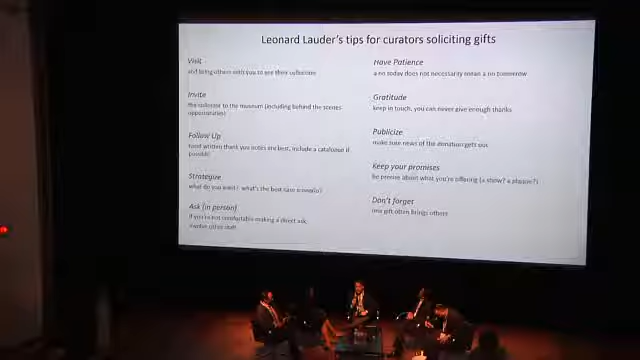 Leonard Lauder's tips for curators soliciting gifts
Visit
and bring others with you to see their collections
Invite
the collector to the museum (including behind the scenes
opportunities)
Follow Up
hand written thank you notes are best, include a catalogue if
possible
Strategize
what do you want? what's the best case scenario?
Ask (in person)
if you're not comfortable making a direct ask,
involve other staff
Have Patience
a no today does not necessarily mean a no tomorrow
Gratitude
keep in touch, you can never give enough thanks
Publicize
make sure news of the donation gets out
Keep your promises
be precise about what you're offering (a show? a plaque?)
Don't forget
one gift often brings others